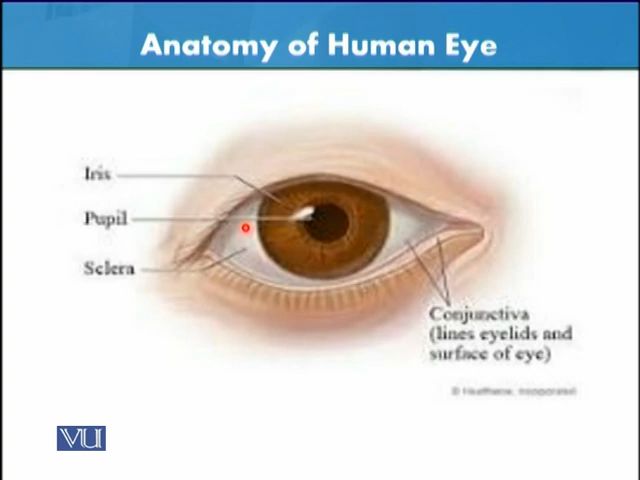 Anatomy of Human Eye
Iris
Pupil
Sclera
Conjunctiva
(lines eyelids and
surface of eye)
© Healthwise, Incorporated
VU